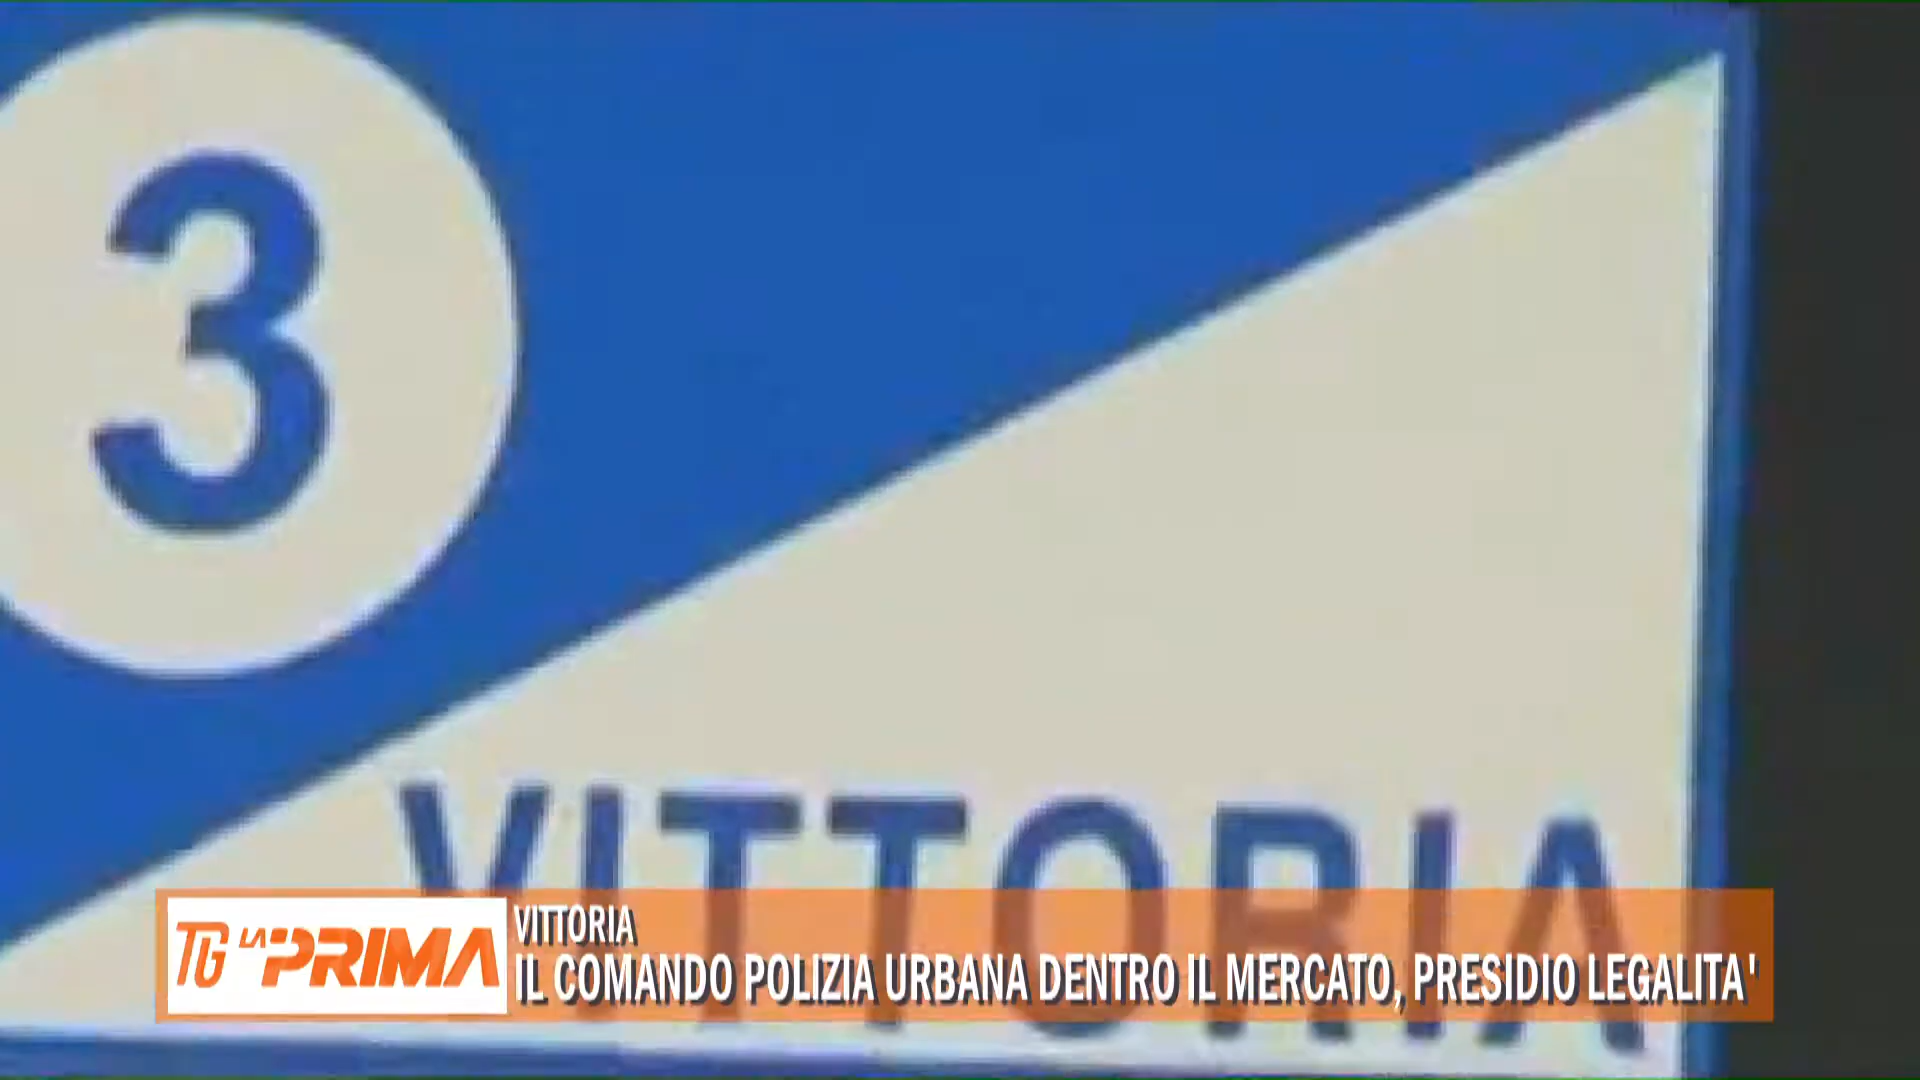 3
VITTORIA
TG LA PRIMA
VITTORIA
IL COMANDO POLIZIA URBANA DENTRO IL MERCATO, PRESIDIO LEGALITA'